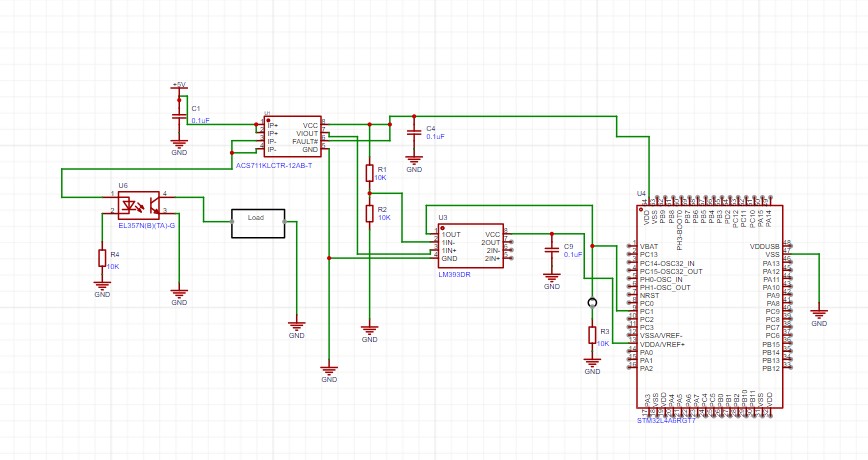 +5V
C1
0.1uF
GND
U1
IP+
IP+
IP-
IP-
VCC
VIOUT
FAULT#
GND
ACS711KLCTR-12AB-T
C4
0.1uF
GND
R1
10K
R2
10K
GND
U6
1
2
4
3
EL357N(B)(TA)-G
R4
10K
GND
GND
Load
GND
GND
U3
1OUT
1IN-
1IN+
GND
VCC
2OUT
2IN-
2IN+
LM393DR
C9
0.1uF
GND
R3
10K
GND
U4
VDD
VSS
PB9
PB8
PH3-BOOT0
PB7
PB6
PB5
PB4
PB3
PD2
PC12
PC11
PC10
PA15
PA14
VBAT
PC13
PC14-OSC32_IN
PC15-OSC32_OUT
PH0-OSC_IN
PH1-OSC_OUT
NRST
PC0
PC1
PC2
PC3
VSSA/VREF-
VDDA/VREF+
PA0
PA1
PA2
VDDUSB
VSS
PA13
PA12
PA11
PA10
PA9
PA8
PC9
PC8
PC7
PC6
PB15
PB14
PB13
PB12
PA3
VSS
VDD
PA4
PA5
PA6
PA7
PC4
PC5
PB0
PB1
PB2
PB10
PB11
VSS
VDD
STM32L4A6RGT7
GND